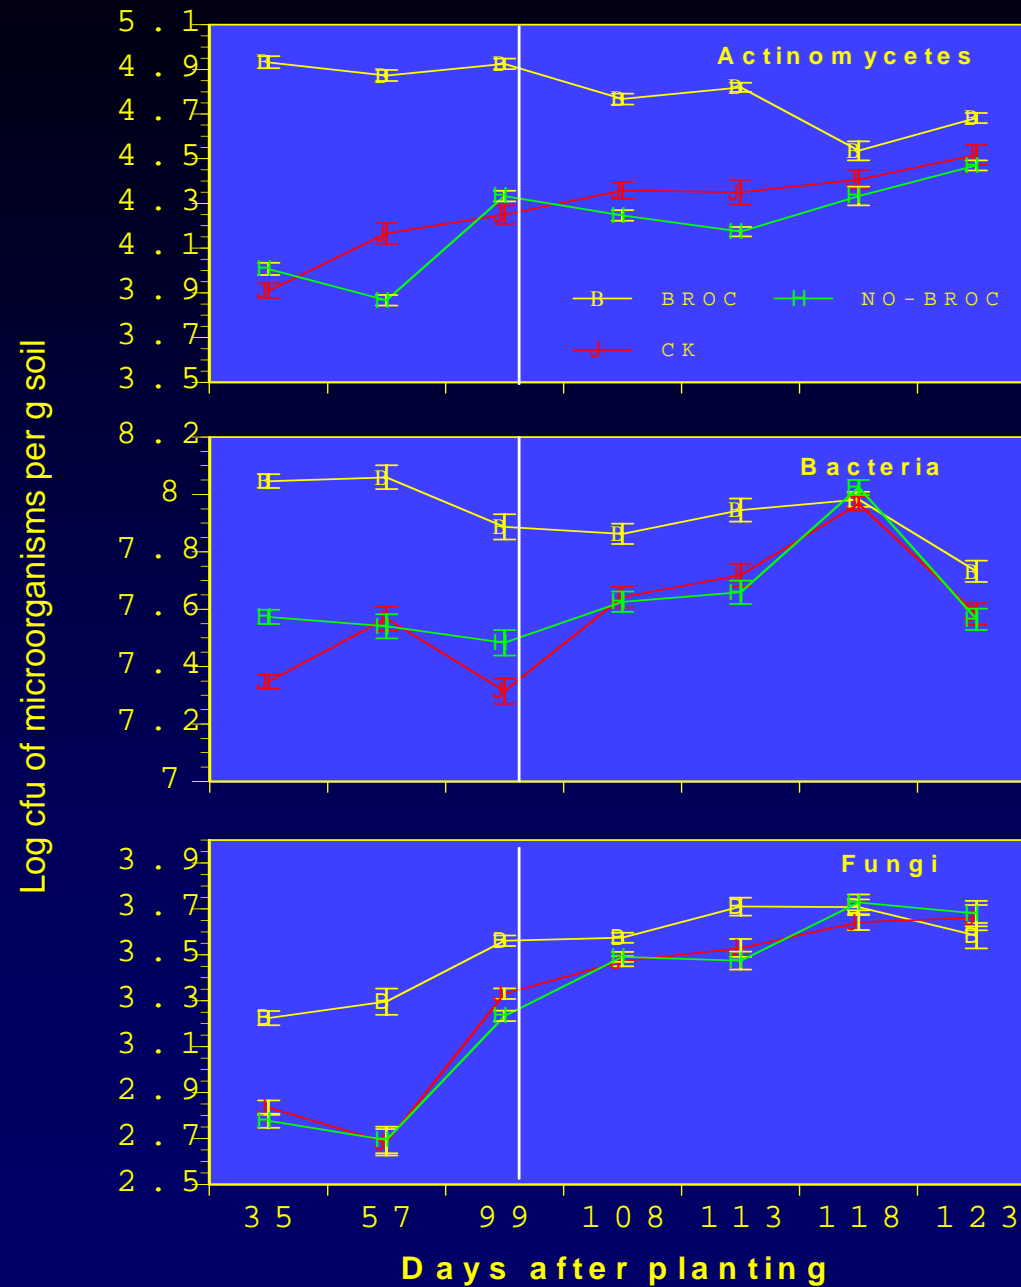 Log cfu of microorganisms per g soil
Actinomycetes
5.1
4.9
4.7
4.5
4.3
4.1
3.9
3.7
3.5
B BROC
H NO-BROC
J CK
Bacteria
8.2
8
7.8
7.6
7.4
7.2
7
Fungi
3.9
3.7
3.5
3.3
3.1
2.9
2.7
2.5
35 57 99 108 113 118 123
Days after planting